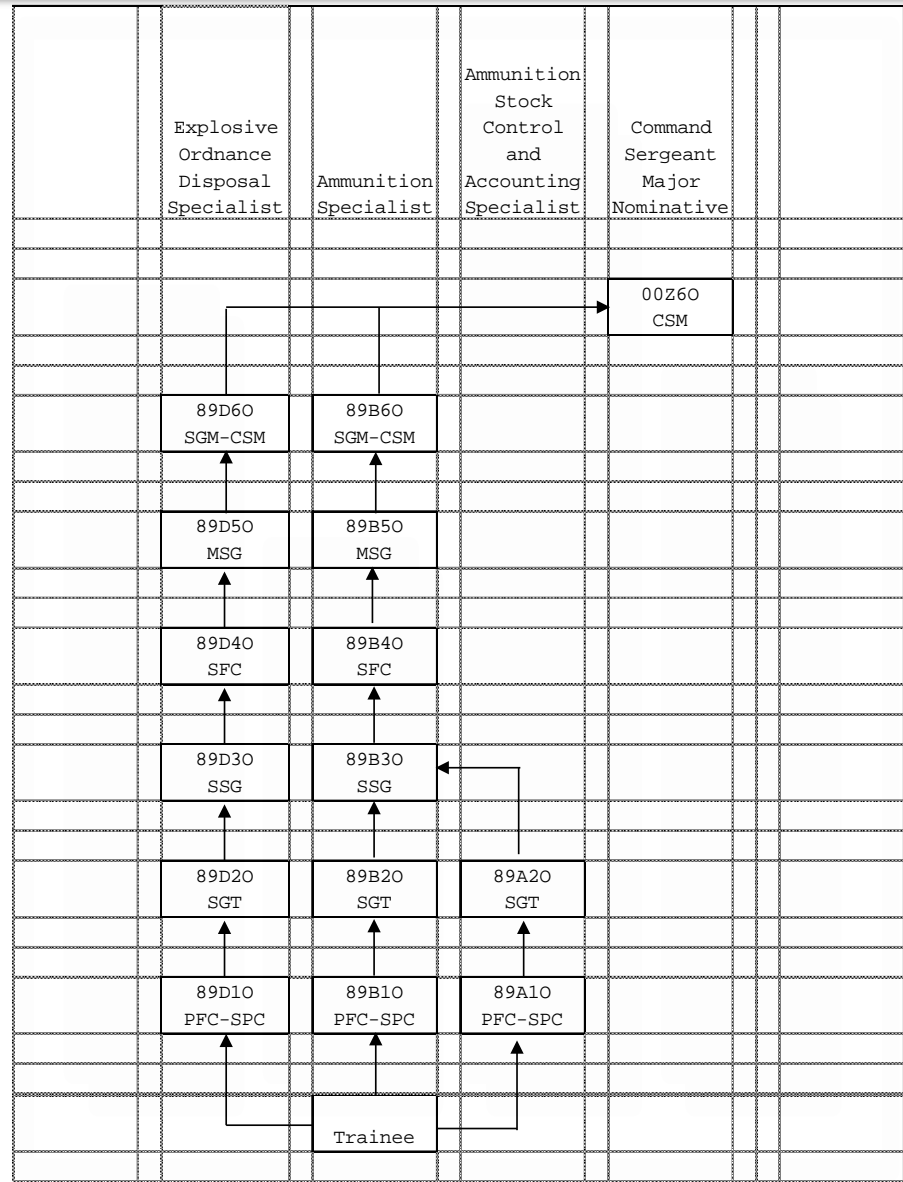 Explosive
Ordnance
Disposal
Specialist
Ammunition
Specialist
Ammunition
Stock
Control
and
Accounting
Specialist
Command
Sergeant
Major
Nominative
00Z6O
CSM
89D6O
SGM-CSM
89B6O
SGM-CSM
89D5O
MSG
89B5O
MSG
89D4O
SFC
89B4O
SFC
89D3O
SSG
89B3O
SSG
89D2O
SGT
89B2O
SGT
89A2O
SGT
89D1O
PFC-SPC
89B1O
PFC-SPC
89A1O
PFC-SPC
Trainee